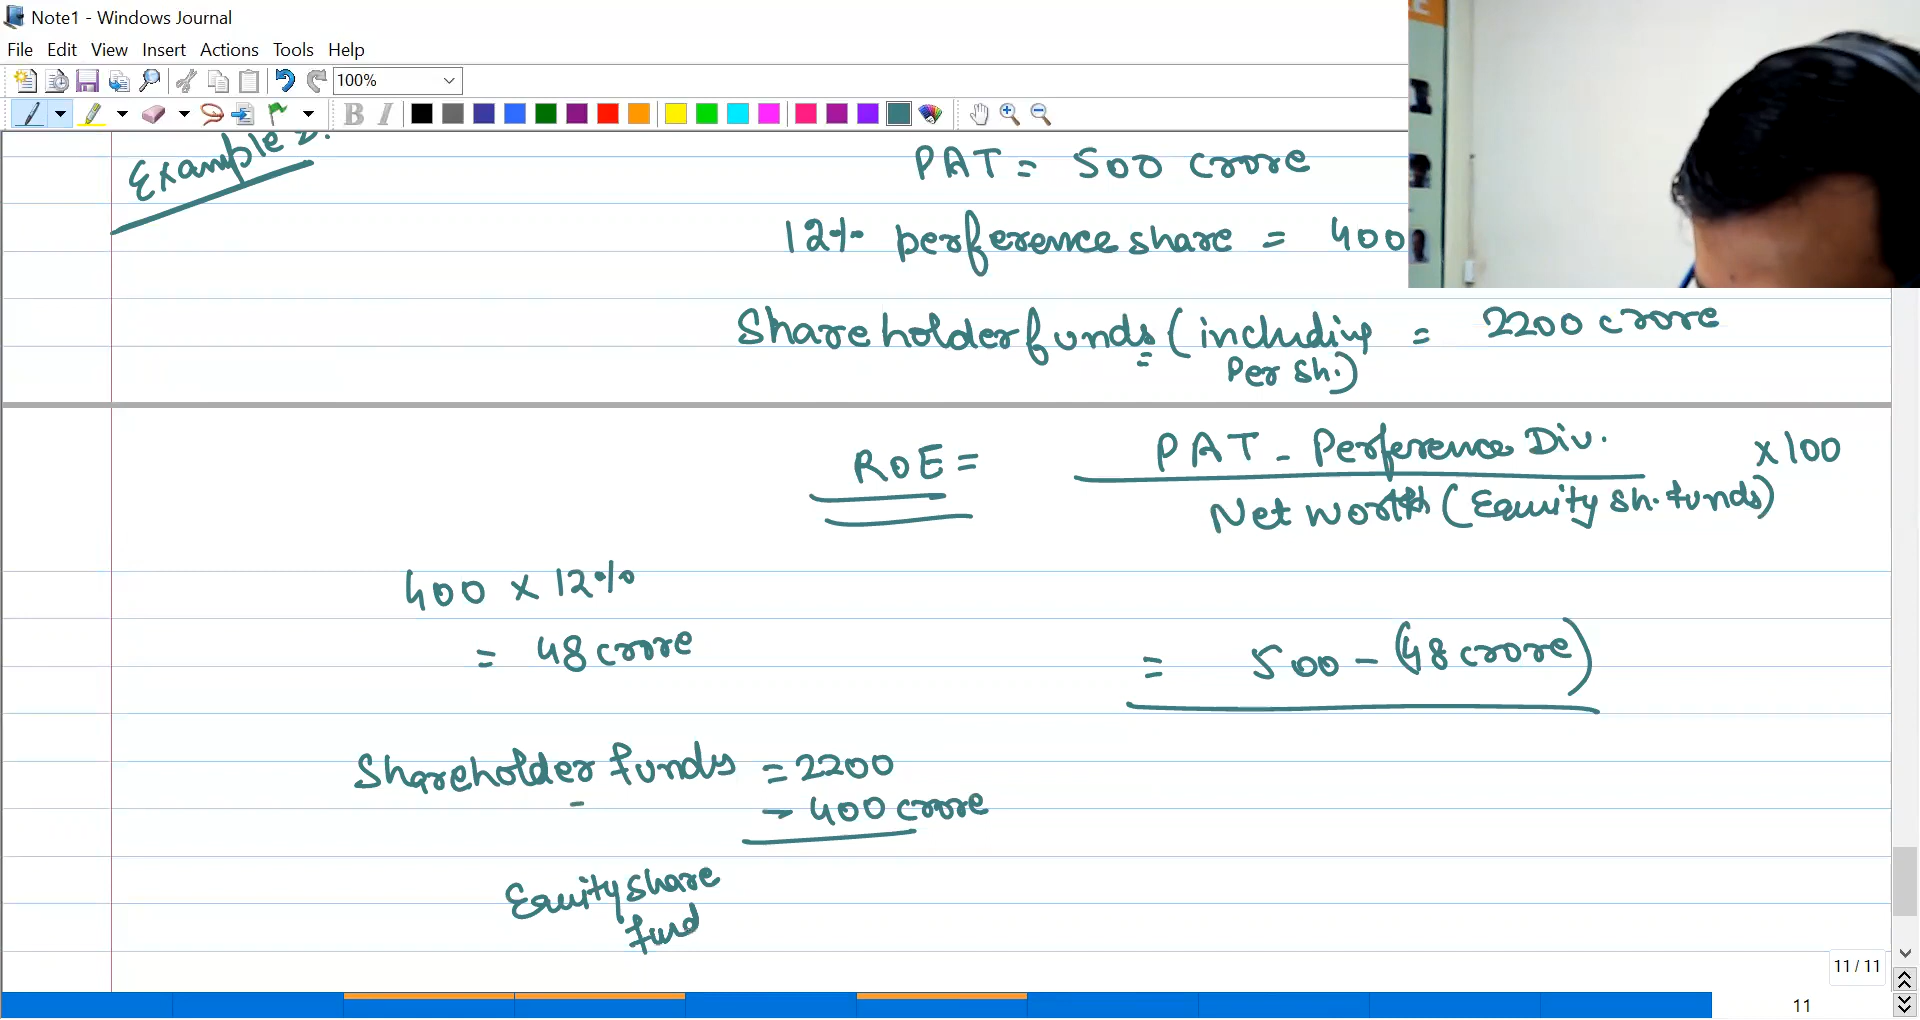 Note1 - Windows Journal
File Edit View Insert Actions Tools Help
100%
B I
Example 2:
PAT = 500 crore
12% perference share = 400
Shareholder funds (including = 2200 crore
Per sh.)
ROE = PAT - Perference Div. x 100
Net worth (Equity sh. funds)
400 x 12%
= 48 crore
= 500 - (48 crore)
Shareholder funds = 2200
- 400 crore
Equity share
fund
11 / 11
11